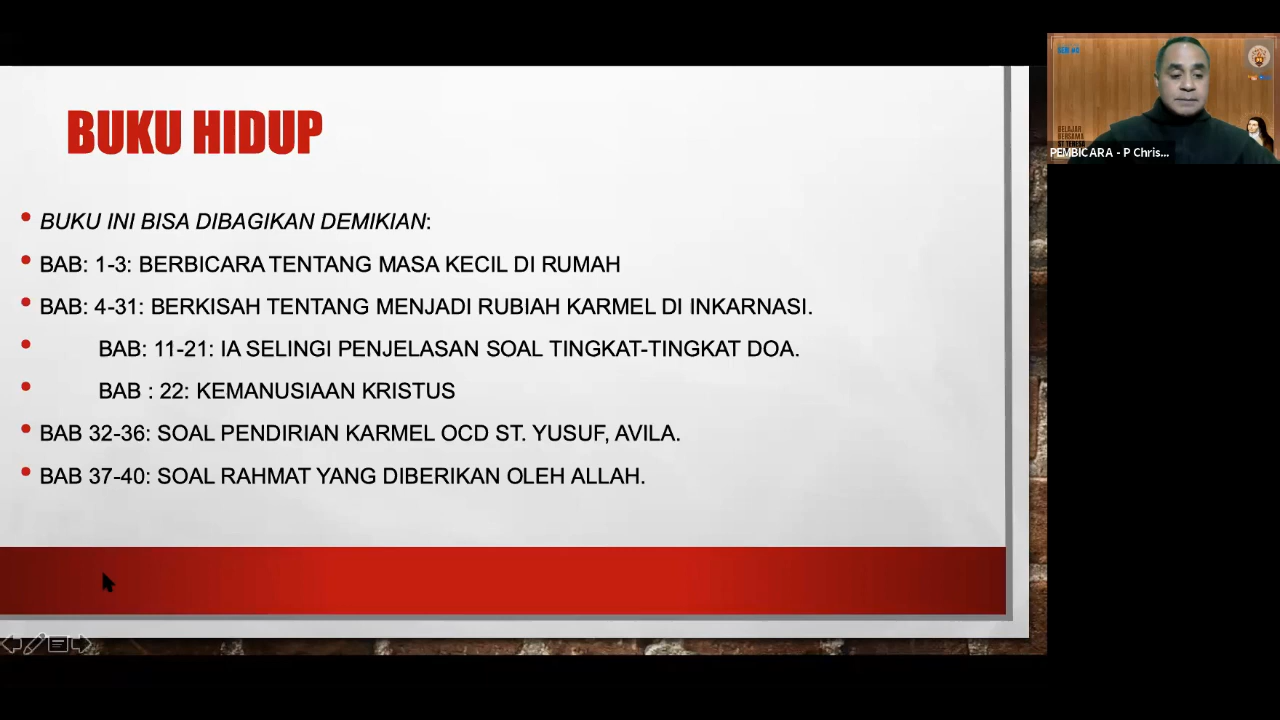 BUKU HIDUP
BUKU INI BISA DIBAGIKAN DEMIKIAN:
BAB: 1-3: BERBICARA TENTANG MASA KECIL DI RUMAH
BAB: 4-31: BERKISAH TENTANG MENJADI RUBIAH KARMEL DI INKARNASI.
BAB: 11-21: IA SELINGI PENJELASAN SOAL TINGKAT-TINGKAT DOA.
BAB : 22: KEMANUSIAAN KRISTUS
BAB 32-36: SOAL PENDIRIAN KARMEL OCD ST. YUSUF, AVILA.
BAB 37-40: SOAL RAHMAT YANG DIBERIKAN OLEH ALLAH.
BELAJAR
BERSAMA
PEMBICARA - P Chris...